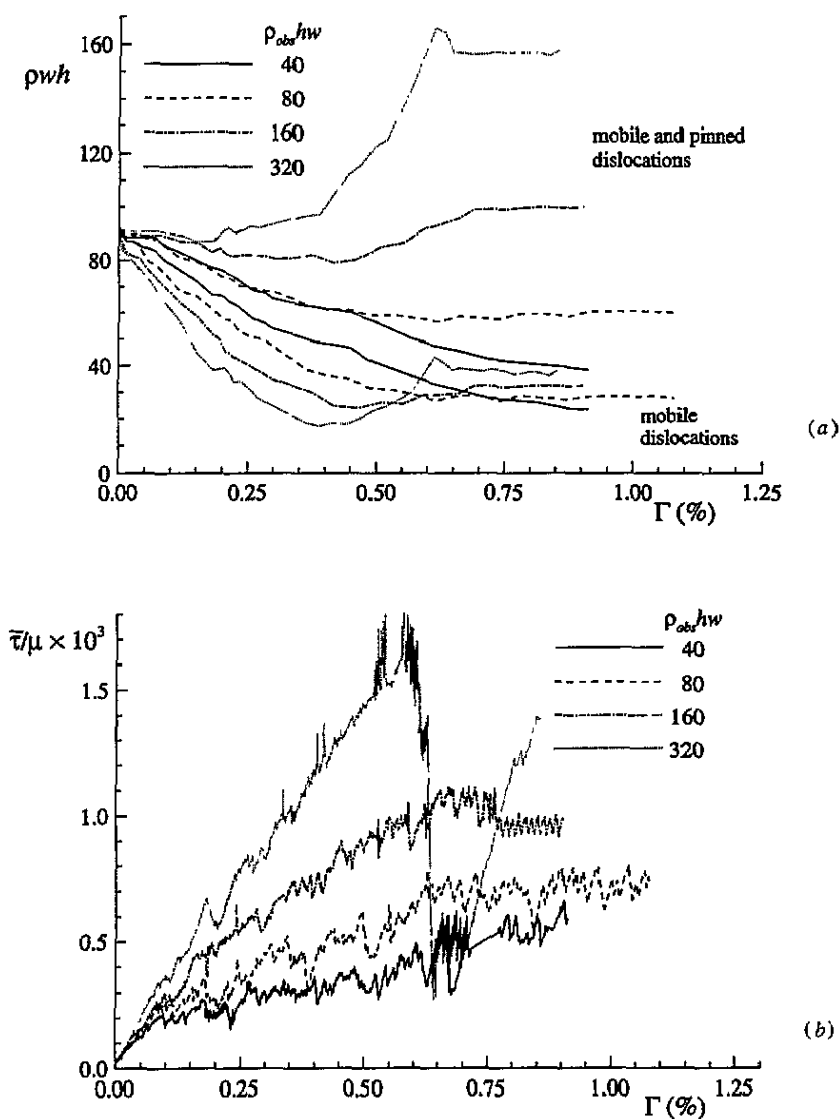 ρobs hw
160
ρwh
40
80
160
120
320
mobile and pinned
dislocations
80
40
mobile
dislocations
(a)
0
0.00 0.25 0.50 0.75 1.00 1.25
Γ (%)
τ̄/μ × 10³
ρobs hw
40
80
160
320
1.5
1.0
0.5
(b)
0.0
0.00 0.25 0.50 0.75 1.00 1.25
Γ (%)